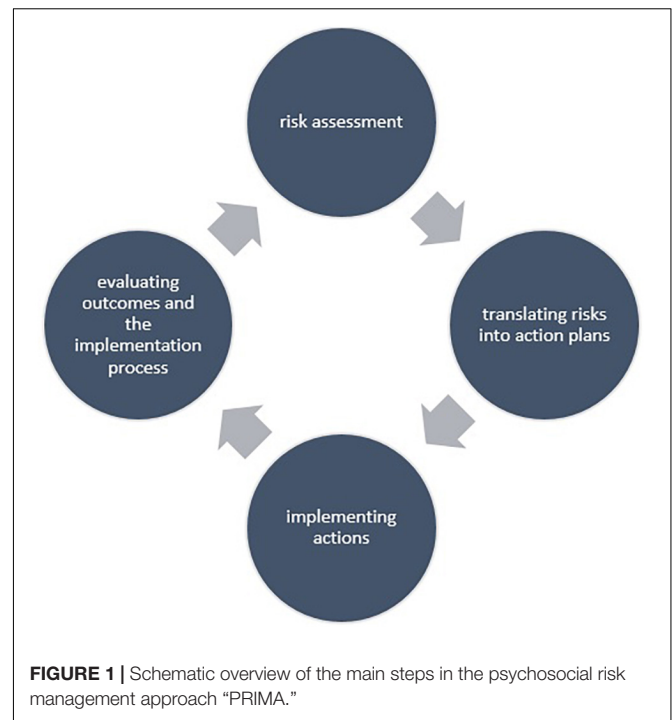 risk assessment
translating risks
into action plans
implementing
actions
evaluating
outcomes and
the
implementation
process
FIGURE 1 | Schematic overview of the main steps in the psychosocial risk
management approach “PRIMA.”